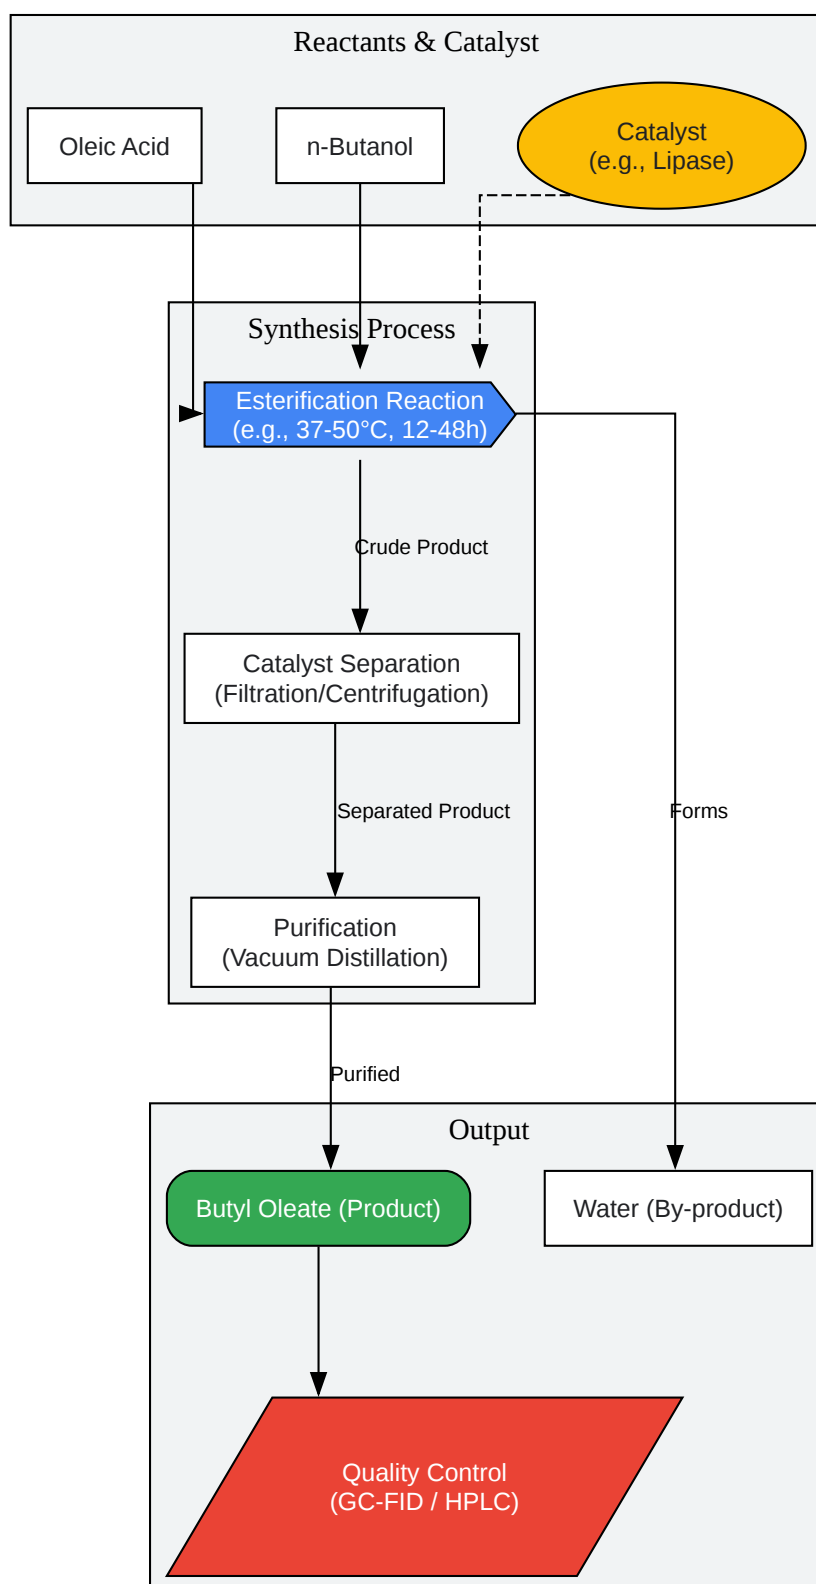 Reactants & Catalyst
Oleic Acid
n-Butanol
Catalyst
(e.g., Lipase)
Synthesis Process
Esterification Reaction
(e.g., 37-50°C, 12-48h)
Crude Product
Catalyst Separation
(Filtration/Centrifugation)
Separated Product
Forms
Purification
(Vacuum Distillation)
Purified
Output
Butyl Oleate (Product)
Water (By-product)
Quality Control
(GC-FID / HPLC)